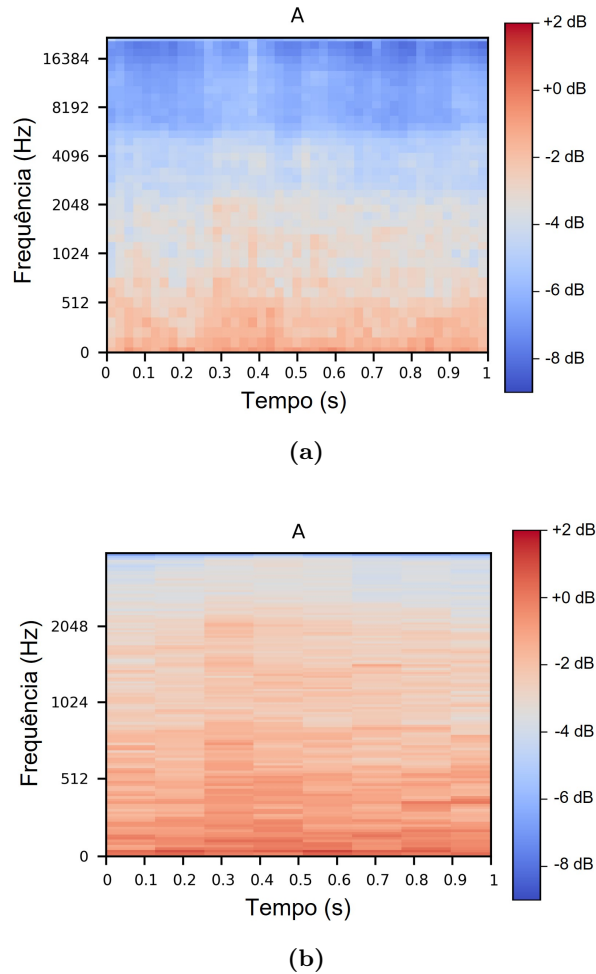 A
16384
8192
4096
2048
1024
512
0
Frequência (Hz)
0 0.1 0.2 0.3 0.4 0.5 0.6 0.7 0.8 0.9 1
Tempo (s)
+2 dB
+0 dB
-2 dB
-4 dB
-6 dB
-8 dB
(a)
A
2048
1024
512
0
Frequência (Hz)
0 0.1 0.2 0.3 0.4 0.5 0.6 0.7 0.8 0.9 1
Tempo (s)
+2 dB
+0 dB
-2 dB
-4 dB
-6 dB
-8 dB
(b)